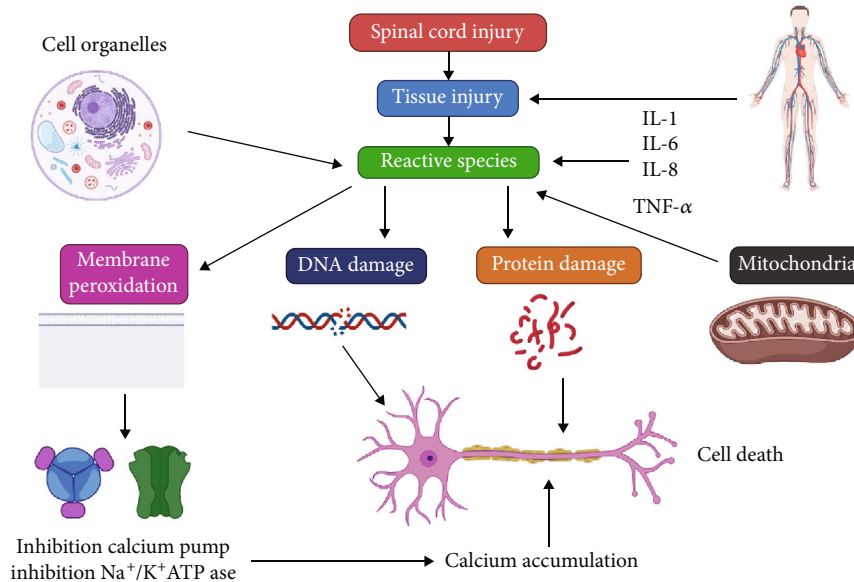 Cell organelles
Spinal cord injury
Tissue injury
IL-1
IL-6
IL-8
Reactive species
TNF-α
Membrane
peroxidation
DNA damage
Protein damage
Mitochondria
Cell death
Inhibition calcium pump
inhibition Na⁺/K⁺ATP ase
Calcium accumulation